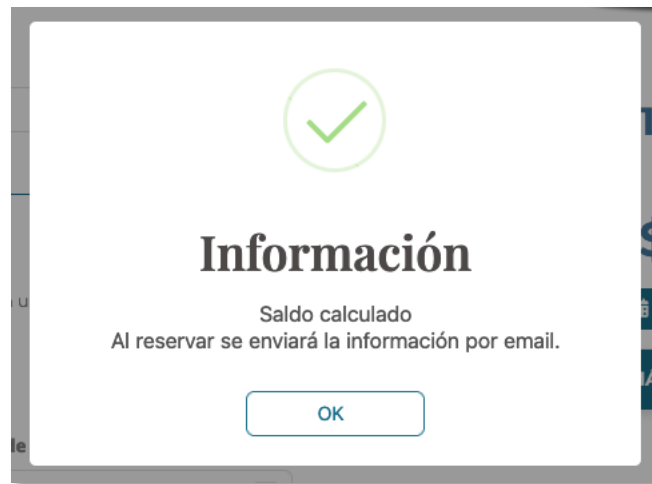 Información
Saldo calculado
Al reservar se enviará la información por email.
OK